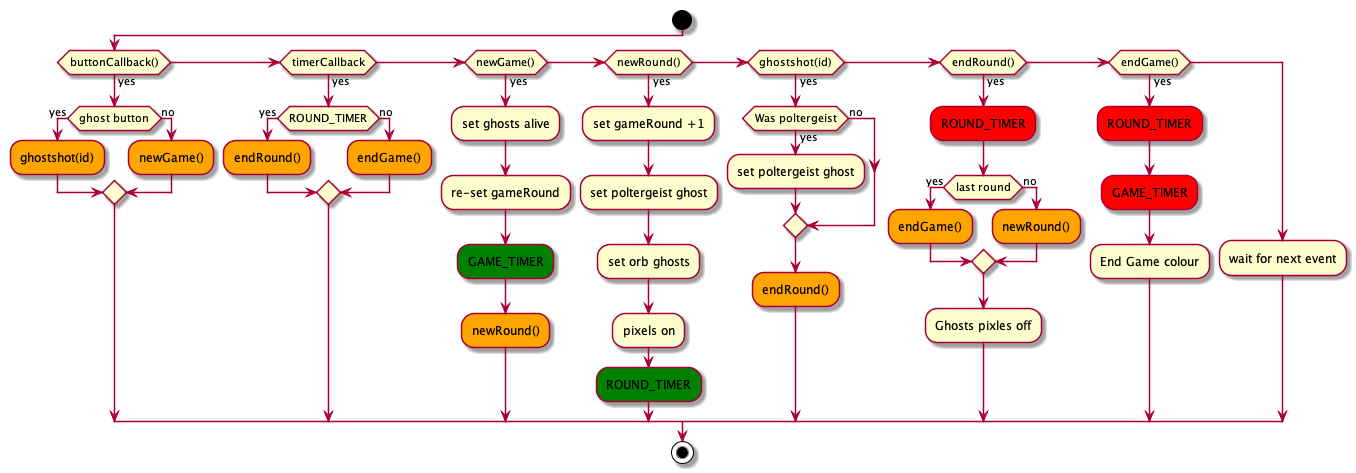 buttonCallback()
yes
ghost button
yes
no
ghostshot(id)
newGame()
timerCallback
yes
ROUND_TIMER
yes
no
endRound()
endGame()
newGame()
yes
set ghosts alive
re-set gameRound
GAME_TIMER
newRound()
newRound()
yes
set gameRound +1
set poltergeist ghost
set orb ghosts
pixels on
ROUND_TIMER
ghostshot(id)
yes
Was poltergeist
no
yes
set poltergeist ghost
endRound()
endRound()
yes
ROUND_TIMER
last round
yes
no
endGame()
newRound()
Ghosts pixles off
endGame()
yes
ROUND_TIMER
GAME_TIMER
End Game colour
wait for next event